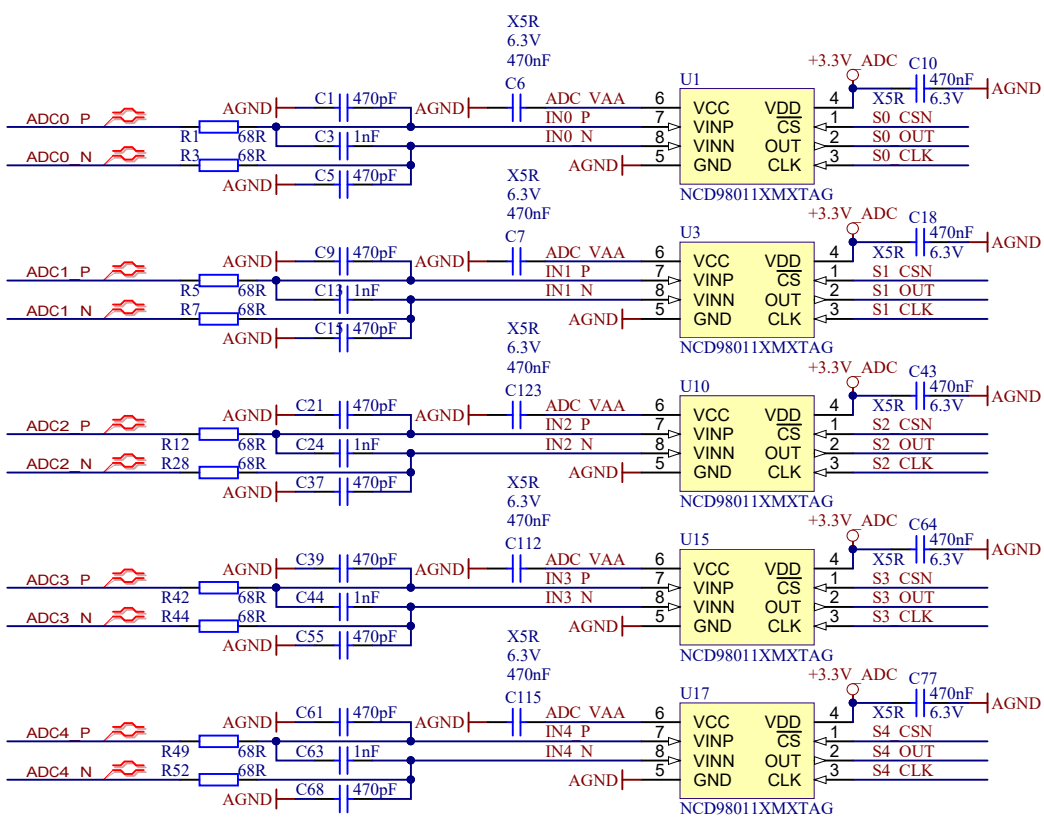 X5R
6.3V
470nF
+3.3V_ADC C10
C6 U1
AGND C1 470pF AGND ADC_VAA 6 VCC VDD 4 X5R 470nF 6.3V AGND
ADC0_P IN0_P 7 VINP CS 1 S0_CSN
R1 68R C3 1nF IN0_N 8 VINN OUT 2 S0_OUT
ADC0_N R3 68R AGND 5 GND CLK 3 S0_CLK
AGND C5 470pF
NCD98011XMXTAG
X5R
6.3V
470nF
+3.3V_ADC C18
C7 U3
AGND C9 470pF AGND ADC_VAA 6 VCC VDD 4 X5R 470nF 6.3V AGND
ADC1_P IN1_P 7 VINP CS 1 S1_CSN
R5 68R C13 1nF IN1_N 8 VINN OUT 2 S1_OUT
ADC1_N R7 68R AGND 5 GND CLK 3 S1_CLK
AGND C15 470pF
NCD98011XMXTAG
X5R
6.3V
470nF
+3.3V_ADC C43
C123 U10
AGND C21 470pF AGND ADC_VAA 6 VCC VDD 4 X5R 470nF 6.3V AGND
ADC2_P IN2_P 7 VINP CS 1 S2_CSN
R12 68R C24 1nF IN2_N 8 VINN OUT 2 S2_OUT
ADC2_N R28 68R AGND 5 GND CLK 3 S2_CLK
AGND C37 470pF
NCD98011XMXTAG
X5R
6.3V
470nF
+3.3V_ADC C64
C112 U15
AGND C39 470pF AGND ADC_VAA 6 VCC VDD 4 X5R 470nF 6.3V AGND
ADC3_P IN3_P 7 VINP CS 1 S3_CSN
R42 68R C44 1nF IN3_N 8 VINN OUT 2 S3_OUT
ADC3_N R44 68R AGND 5 GND CLK 3 S3_CLK
AGND C55 470pF
NCD98011XMXTAG
X5R
6.3V
470nF
+3.3V_ADC C77
C115 U17
AGND C61 470pF AGND ADC_VAA 6 VCC VDD 4 X5R 470nF 6.3V AGND
ADC4_P IN4_P 7 VINP CS 1 S4_CSN
R49 68R C63 1nF IN4_N 8 VINN OUT 2 S4_OUT
ADC4_N R52 68R AGND 5 GND CLK 3 S4_CLK
AGND C68 470pF
NCD98011XMXTAG